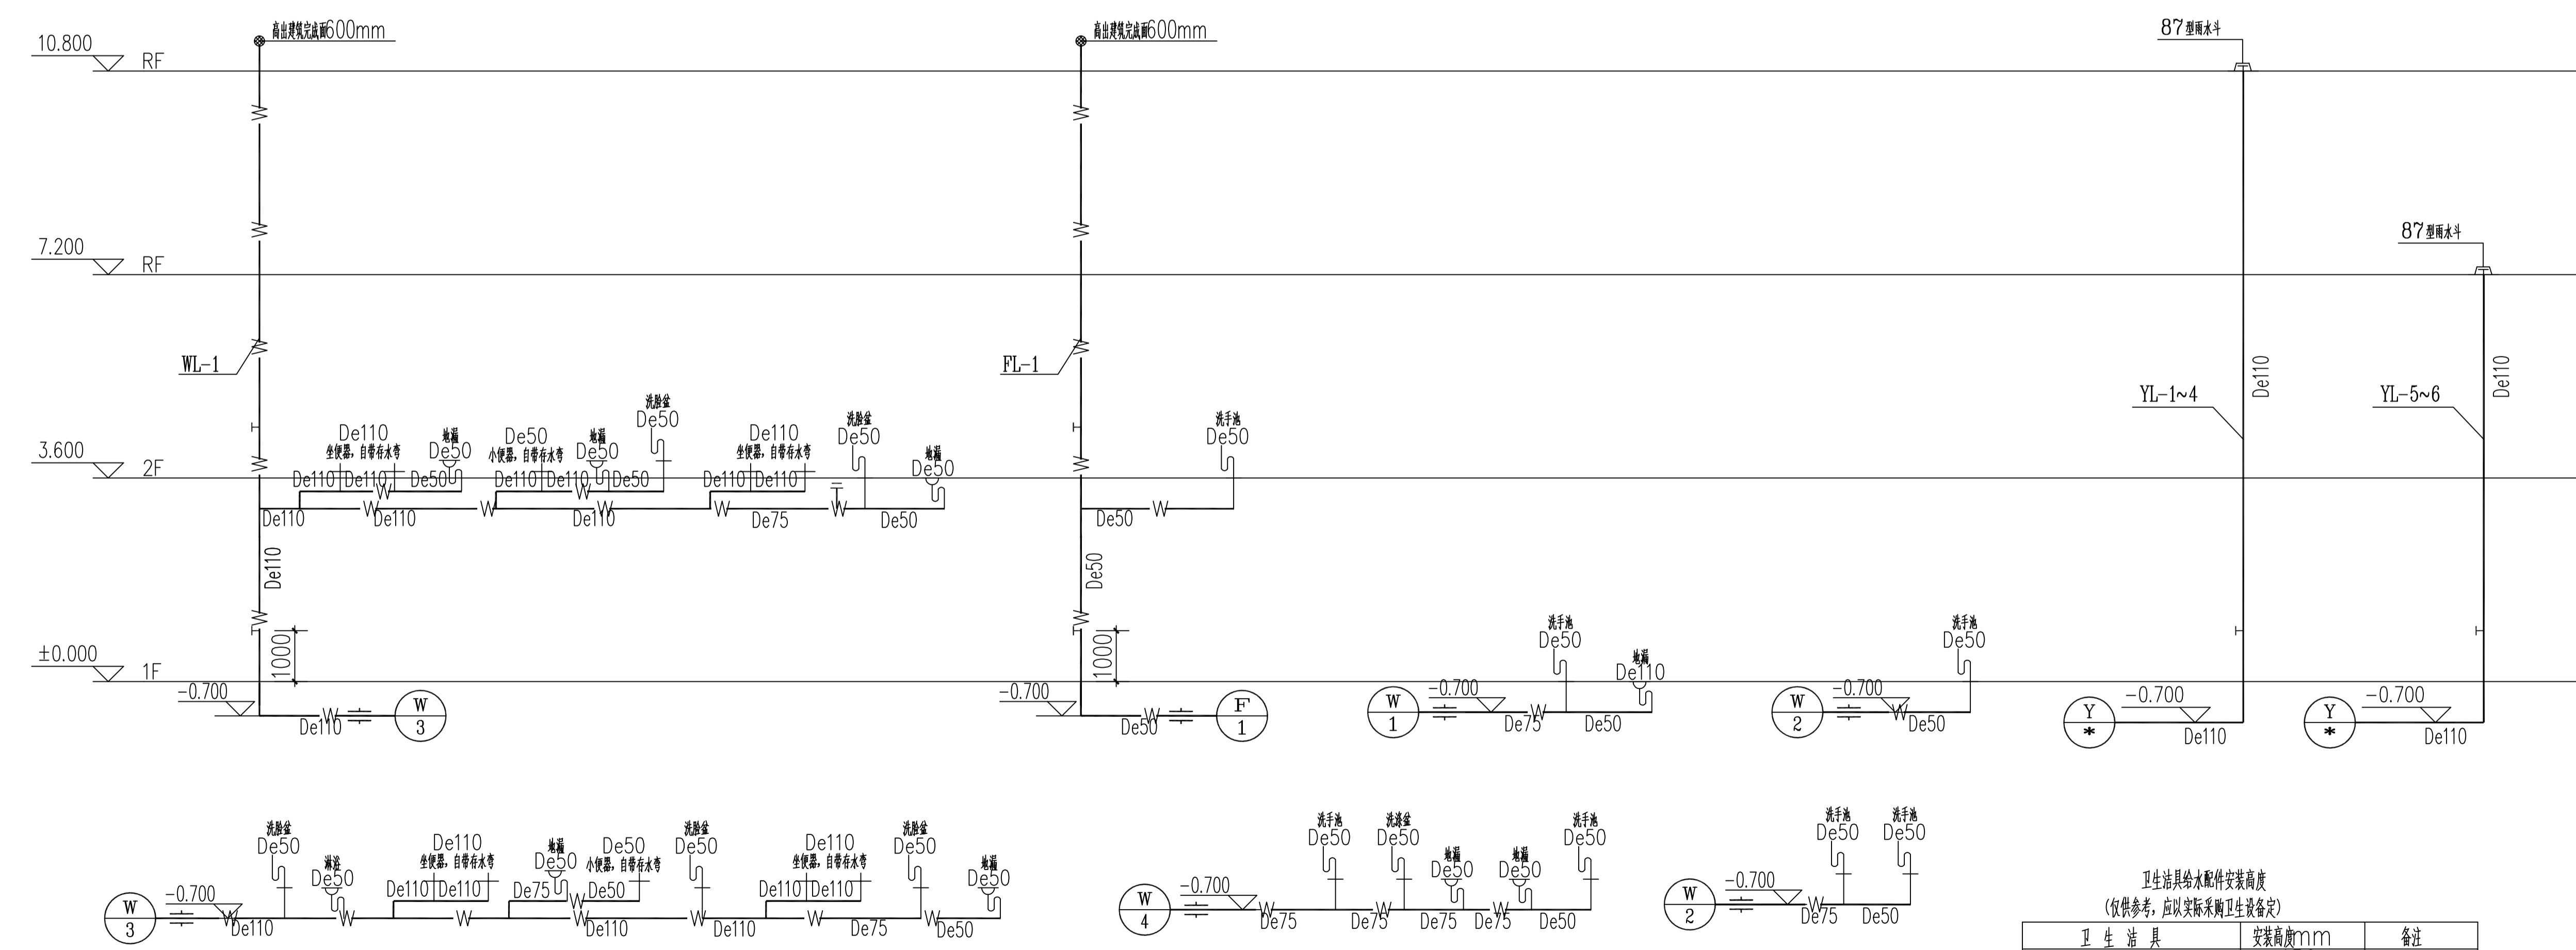 高出建筑完成面600mm
高出建筑完成面600mm
87型雨水斗
10.800
RF
7.200
RF
87型雨水斗
WL-1
FL-1
YL-1~4
De110
YL-5~6
De110
洗脸盆
De50
De110
坐便器，自带存水弯
地漏
De50
De50
小便器，自带存水弯
地漏
De50
De110
坐便器，自带存水弯
洗脸盆
De50
地漏
De50
洗手池
De50
3.600
2F
De110
De110
De50
De110
De110
De50
De110
De110
De110
De110
De110
De75
De50
De50
De110
De50
1000
1000
洗手池
De50
地漏
De110
洗手池
De50
±0.000
1F
-0.700
De110
W
3
-0.700
De50
F
1
W
1
-0.700
De75
De50
W
2
-0.700
De50
Y
*
-0.700
De110
Y
*
-0.700
De110
洗脸盆
De50
淋浴
De50
De110
坐便器，自带存水弯
地漏
De50
De50
小便器，自带存水弯
洗脸盆
De50
De110
坐便器，自带存水弯
洗脸盆
De50
地漏
De50
W
3
-0.700
De110
De110
De110
De75
De50
De110
De110
De110
De110
De75
De50
洗手池
De50
洗涤盆
De50
地漏
De50
地漏
De50
洗手池
De50
W
4
-0.700
De75
De75
De75
De75
De50
洗手池
De50
洗手池
De50
W
2
-0.700
De75
De50
卫生洁具给水配件安装高度
（仅供参考，应以实际采购卫生设备定）
卫生洁具 安装高度mm 备注